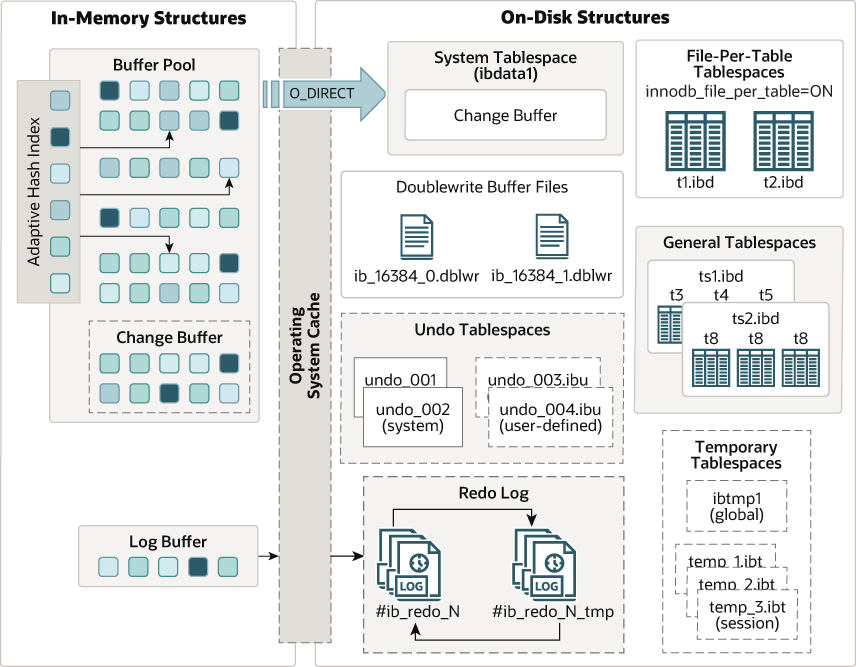 In-Memory Structures
Buffer Pool
Adaptive Hash Index
Change Buffer
Log Buffer
Operating
System Cache
O_DIRECT
On-Disk Structures
System Tablespace
(ibdata1)
Change Buffer
Doublewrite Buffer Files
ib_16384_0.dblwr
ib_16384_1.dblwr
Undo Tablespaces
undo_001
undo_002
(system)
undo_003.ibu
undo_004.ibu
(user-defined)
Redo Log
LOG
LOG
#ib_redo_N
#ib_redo_N_tmp
File-Per-Table
Tablespaces
innodb_file_per_table=ON
t1.ibd
t2.ibd
General Tablespaces
ts1.ibd
t3
t4
t5
ts2.ibd
t8
t8
t8
Temporary
Tablespaces
ibtmp1
(global)
temp_1.ibt
temp_2.ibt
temp_3.ibt
(session)